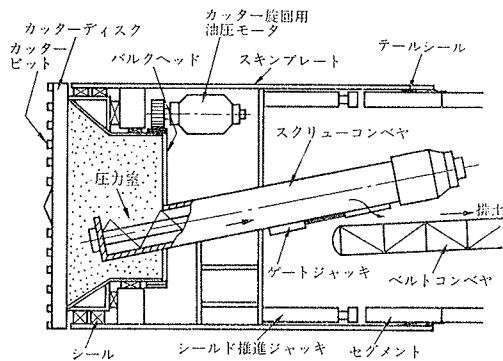 カッターディスク
カッター
ビット
バルクヘッド
カッター旋回用
油圧モータ
スキンプレート
テールシール
スクリューコンベヤ
圧力室
排土
ゲートジャッキ
ベルトコンベヤ
シール
シールド推進ジャッキ
セグメント